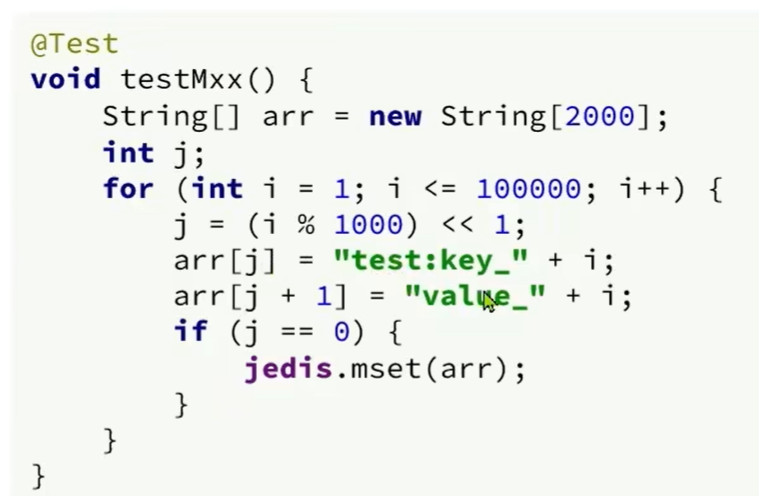 @Test
void testMxx() {
    String[] arr = new String[2000];
    int j;
    for (int i = 1; i <= 100000; i++) {
        j = (i % 1000) << 1;
        arr[j] = "test:key_" + i;
        arr[j + 1] = "value_" + i;
        if (j == 0) {
            jedis.mset(arr);
        }
    }
}